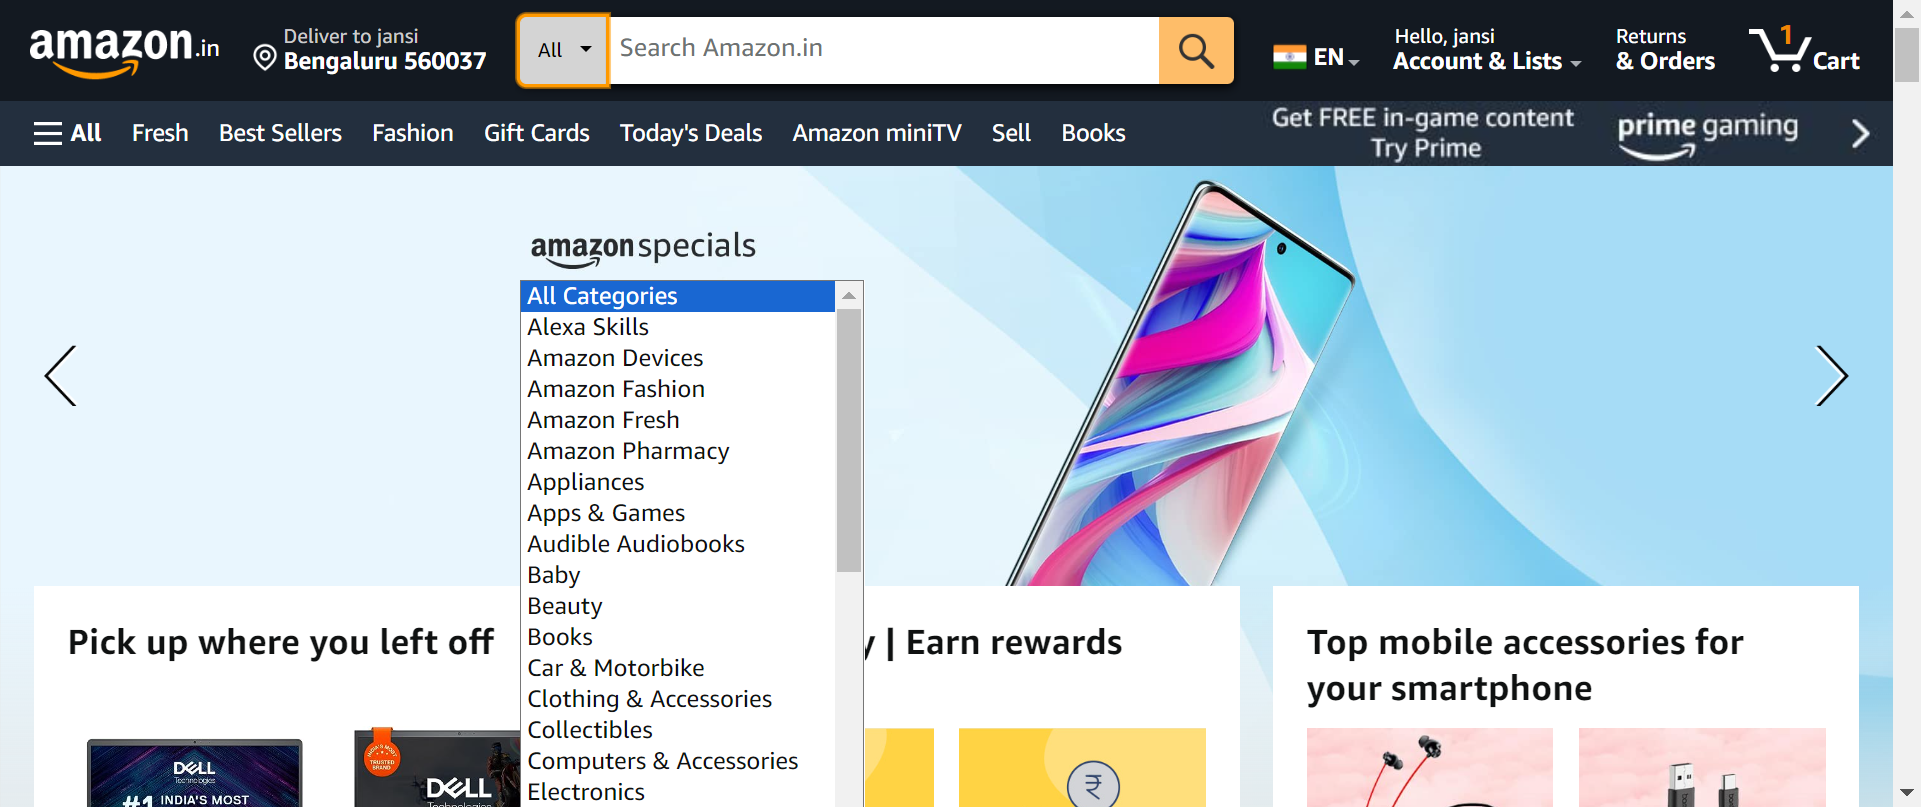 amazon.in
Deliver to jansi
Bengaluru 560037
All
Search Amazon.in
EN
Hello, jansi
Account & Lists
Returns
& Orders
1
Cart
All
Fresh
Best Sellers
Fashion
Gift Cards
Today's Deals
Amazon miniTV
Sell
Books
Get FREE in-game content
Try Prime
prime gaming
amazon specials
All Categories
Alexa Skills
Amazon Devices
Amazon Fashion
Amazon Fresh
Amazon Pharmacy
Appliances
Apps & Games
Audible Audiobooks
Baby
Beauty
Books
Car & Motorbike
Clothing & Accessories
Collectibles
Computers & Accessories
Electronics
Pick up where you left off
DELL
Technologies
#1 INDIA'S MOST
INDIA'S MOST
TRUSTED
BRAND
DELL
Technologies
y | Earn rewards
₹
Top mobile accessories for
your smartphone